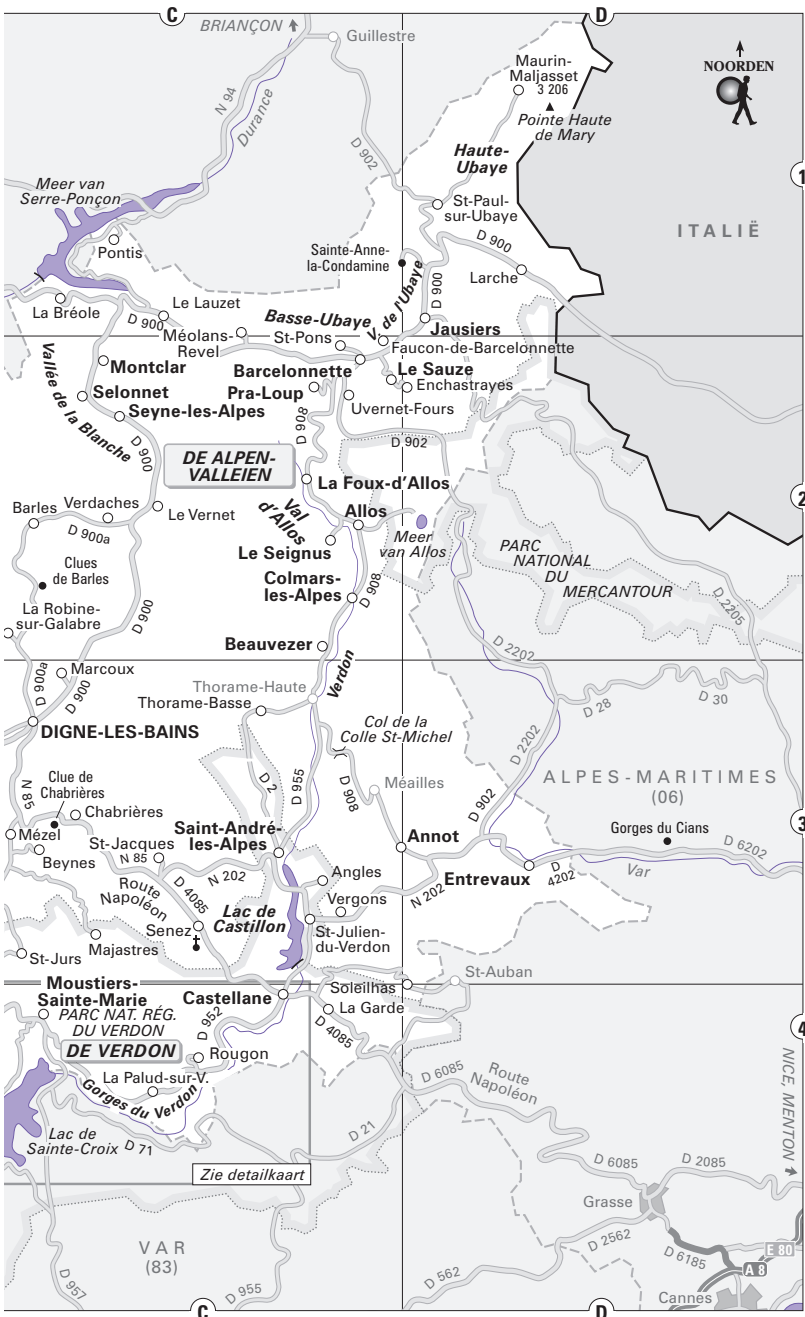 C
D
BRIANÇON
Guillestre
Maurin-
Maljasset
3 206
NOORDEN
N 94
Durance
D 902
Pointe Haute
de Mary
Haute-
Ubaye
1
Meer van
Serre-Ponçon
St-Paul-
sur-Ubaye
ITALIË
Pontis
Sainte-Anne-
la-Condamine
D 900
Larche
V. de l'Ubaye
D 900
La Bréole
Le Lauzet
D 900
Basse-Ubaye
Jausiers
Méolans-
Revel
St-Pons
Faucon-de-Barcelonnette
Montclar
Barcelonnette
Le Sauze
Enchastrayes
Selonnet
Pra-Loup
Seyne-les-Alpes
Uvernet-Fours
Vallée de la Blanche
D 908
D 900
D 902
DE ALPEN-
VALLEIEN
La Foux-d'Allos
2
Barles
Verdaches
Le Vernet
Val
d'Allos
Allos
D 900a
Meer
van Allos
Le Seignus
PARC
NATIONAL
DU
MERCANTOUR
Clues
de Barles
Colmars-
les-Alpes
D 908
La Robine-
sur-Galabre
D 900
D 2205
Beauvezer
D 2202
D 900a
Marcoux
D 900
Verdon
Thorame-Haute
Thorame-Basse
D 28
D 30
DIGNE-LES-BAINS
Col de la
Colle St-Michel
D 2202
N 85
Clue de
Chabrières
D 2
D 955
D 908
Méailles
ALPES-MARITIMES
(06)
Chabrières
D 902
3
Mézel
Saint-André-
les-Alpes
Annot
Gorges du Cians
D 6202
Beynes
St-Jacques
N 85
N 202
Angles
Entrevaux
D
4202
Var
Route
Napoléon
D 4085
Vergons
N 202
Lac de
Castillon
Senez
St-Julien-
du-Verdon
St-Jurs
Majastres
St-Auban
Moustiers-
Sainte-Marie
Castellane
Soleilhas
La Garde
PARC NAT. RÉG.
DU VERDON
D 952
D 4085
4
DE VERDON
Rougon
La Palud-sur-V.
D 6085
Route
Napoléon
NICE, MENTON
Gorges du Verdon
Lac de
Sainte-Croix
D 71
D 21
Zie detailkaart
D 6085
D 2085
Grasse
D 2562
VAR
(83)
D 6185
E 80
A 8
D 957
D 955
D 562
Cannes
C
D